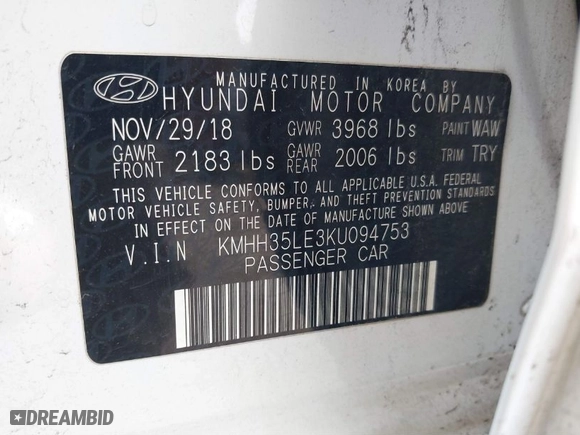 MANUFACTURED IN KOREA BY
HYUNDAI MOTOR COMPANY
NOV/29/18 GVWR 3968 lbs PAINT WAW
GAWR FRONT 2183 lbs GAWR REAR 2006 lbs TRIM TRY
THIS VEHICLE CONFORMS TO ALL APPLICABLE U.S.A. FEDERAL
MOTOR VEHICLE SAFETY, BUMPER, AND THEFT PREVENTION STANDARDS
IN EFFECT ON THE DATE OF MANUFACTURE SHOWN ABOVE
V.I.N KMHH35LE3KU094753
PASSENGER CAR
DREAMBID